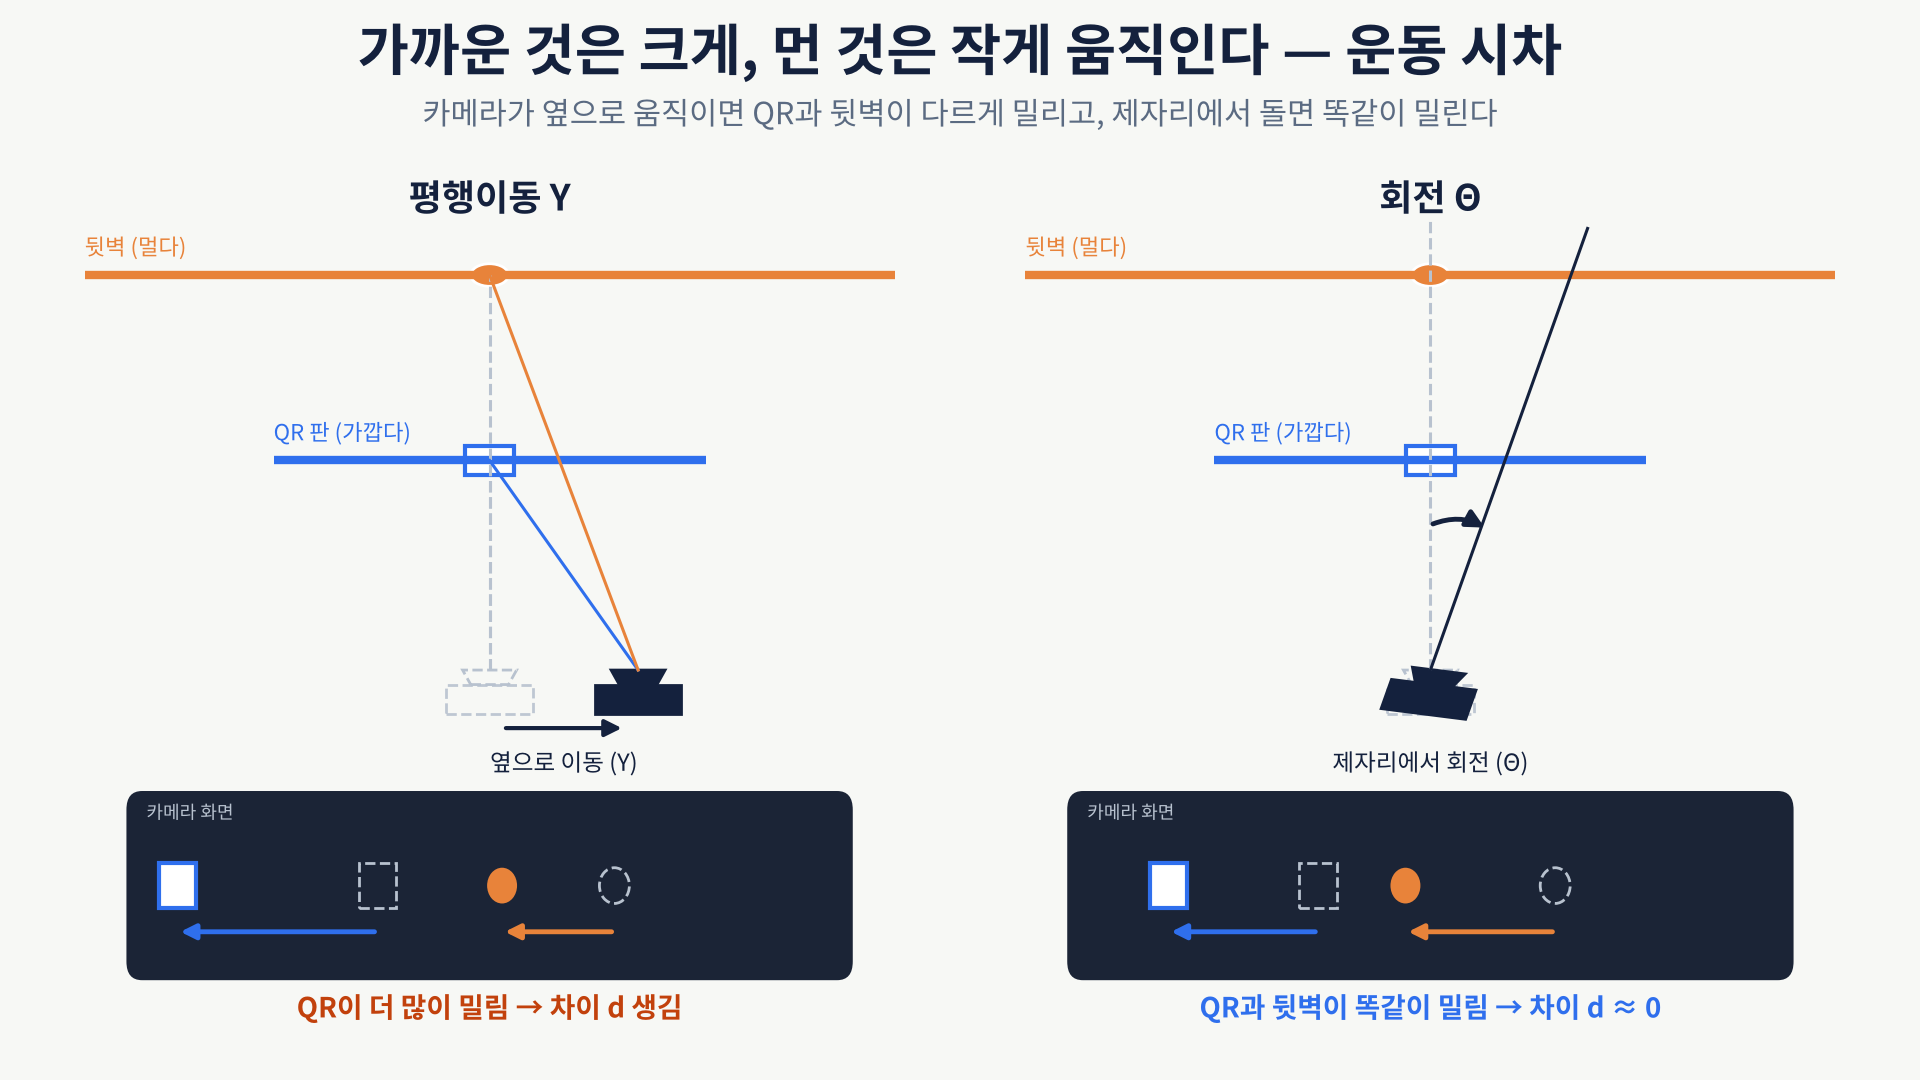 가까운 것은 크게, 먼 것은 작게 움직인다 — 운동 시차
카메라가 옆으로 움직이면 QR과 뒷벽이 다르게 밀리고, 제자리에서 돌면 똑같이 밀린다
평행이동 Y
뒷벽 (멀다)
QR 판 (가깝다)
옆으로 이동 (Y)
카메라 화면
QR이 더 많이 밀림 → 차이 d 생김
회전 Θ
뒷벽 (멀다)
QR 판 (가깝다)
제자리에서 회전 (Θ)
카메라 화면
QR과 뒷벽이 똑같이 밀림 → 차이 d ≈ 0